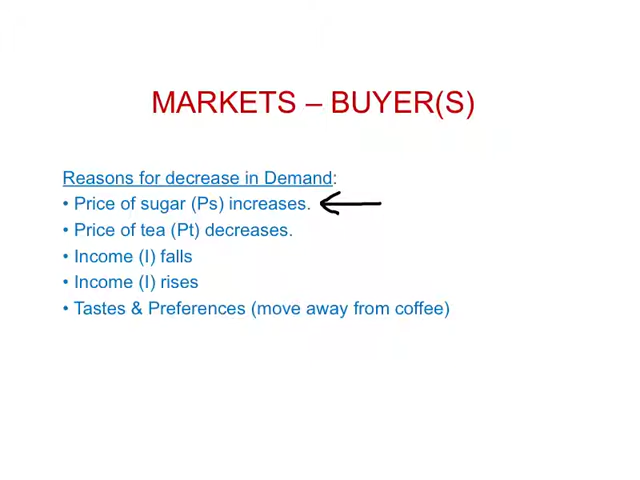 MARKETS – BUYER(S)
Reasons for decrease in Demand:
• Price of sugar (Ps) increases.
• Price of tea (Pt) decreases.
• Income (I) falls
• Income (I) rises
• Tastes & Preferences (move away from coffee)